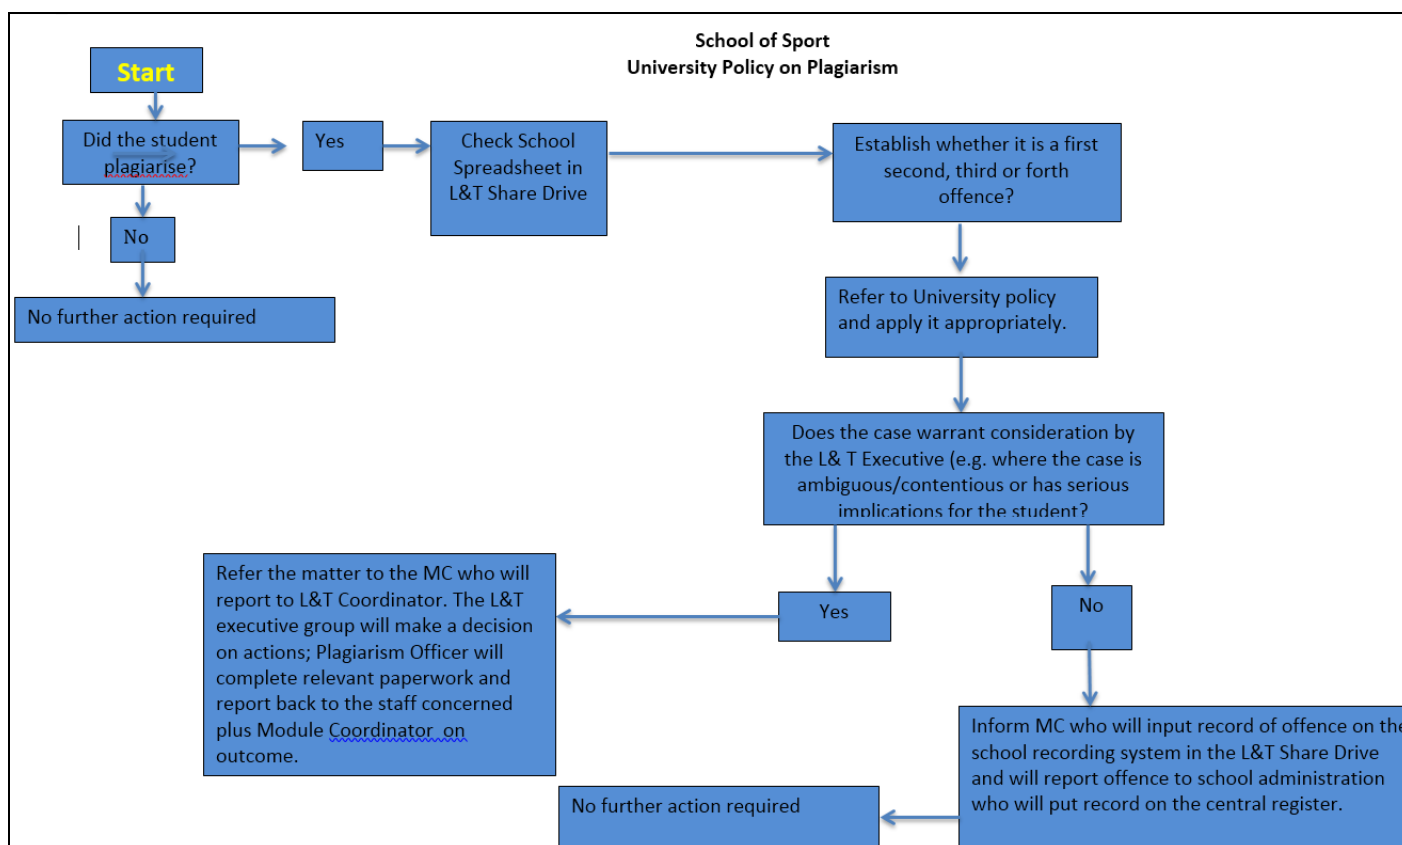 School of Sport
University Policy on Plagiarism
Start
Did the student
plagiarise?
Yes
Check School
Spreadsheet in
L&T Share Drive
Establish whether it is a first
second, third or forth
offence?
No
No further action required
Refer to University policy
and apply it appropriately.
Does the case warrant consideration by
the L& T Executive (e.g. where the case is
ambiguous/contentious or has serious
implications for the student?
Yes
No
Refer the matter to the MC who will
report to L&T Coordinator. The L&T
executive group will make a decision
on actions; Plagiarism Officer will
complete relevant paperwork and
report back to the staff concerned
plus Module Coordinator on
outcome.
Inform MC who will input record of offence on the
school recording system in the L&T Share Drive
and will report offence to school administration
who will put record on the central register.
No further action required